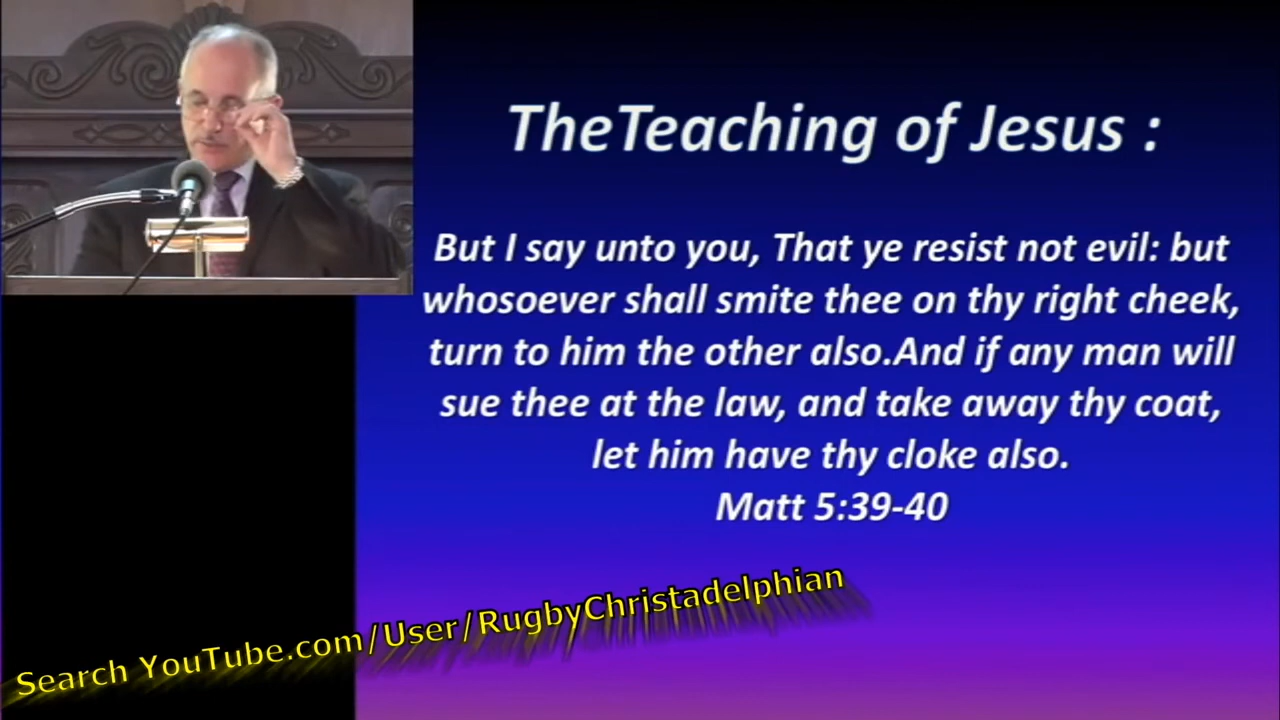 TheTeaching of Jesus :
But I say unto you, That ye resist not evil: but
whosoever shall smite thee on thy right cheek,
turn to him the other also.And if any man will
sue thee at the law, and take away thy coat,
let him have thy cloke also.
Matt 5:39-40
Search YouTube.com/User/RugbyChristadelphian